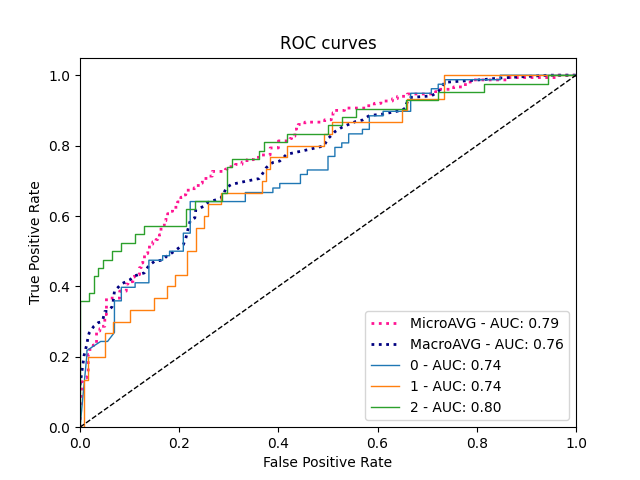 ROC curves
True Positive Rate
1.0
0.8
0.6
0.4
0.2
0.0
0.0 0.2 0.4 0.6 0.8 1.0
False Positive Rate
MicroAVG - AUC: 0.79
MacroAVG - AUC: 0.76
0 - AUC: 0.74
1 - AUC: 0.74
2 - AUC: 0.80